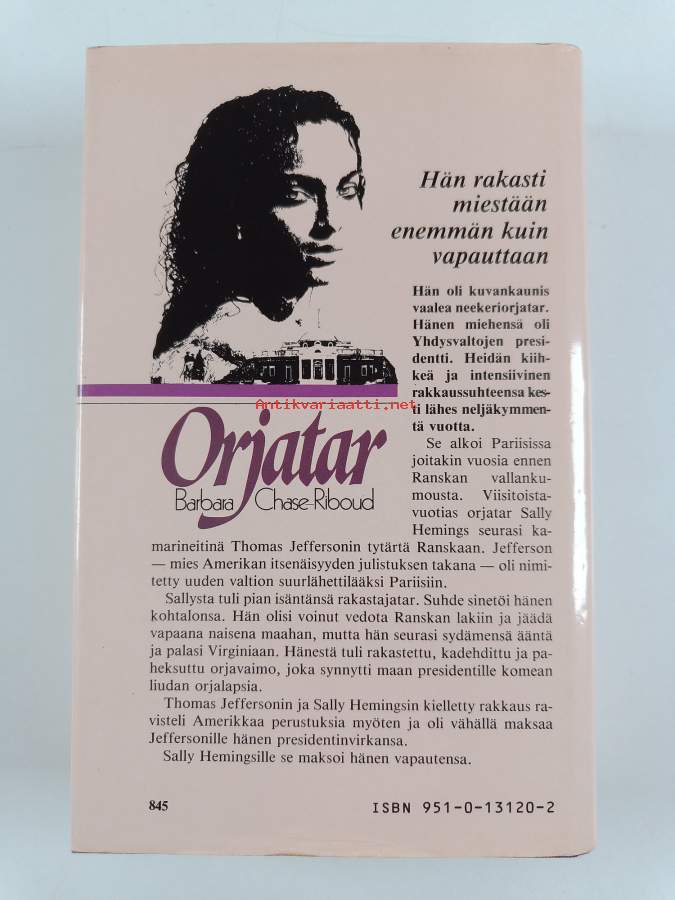 Hän rakasti
miestään
enemmän kuin
vapauttaan
Hän oli kuvankaunis
vaalea neekeriorjatar.
Hänen miehensä oli
Yhdysvaltojen presi-
dentti. Heidän kiih-
keä ja intensiivinen
rakkaussuhteensa kes-
ti lähes neljäkymmen-
tä vuotta.
Antikvariaatti.net
Orjatar
Barbara Chase-Riboud
Se alkoi Pariisissa
joitakin vuosia ennen
Ranskan vallanku-
mousta. Viisitoista-
vuotias orjatar Sally
Hemings seurasi ka-
marineitinä Thomas Jeffersonin tytärtä Ranskaan. Jefferson
— mies Amerikan itsenäisyyden julistuksen takana — oli nimi-
tetty uuden valtion suurlähettilääksi Pariisiin.
Sallysta tuli pian isäntänsä rakastajatar. Suhde sinetöi hänen
kohtalonsa. Hän olisi voinut vedota Ranskan lakiin ja jäädä
vapaana naisena maahan, mutta hän seurasi sydämensä ääntä
ja palasi Virginiaan. Hänestä tuli rakastettu, kadehdittu ja pa-
heksuttu orjavaimo, joka synnytti maan presidentille komean
liudan orjalapsia.
Thomas Jeffersonin ja Sally Hemingsin kielletty rakkaus ra-
visteli Amerikkaa perustuksia myöten ja oli vähällä maksaa
Jeffersonille hänen presidentinvirkansa.
Sally Hemingsille se maksoi hänen vapautensa.
845
ISBN 951-0-13120-2